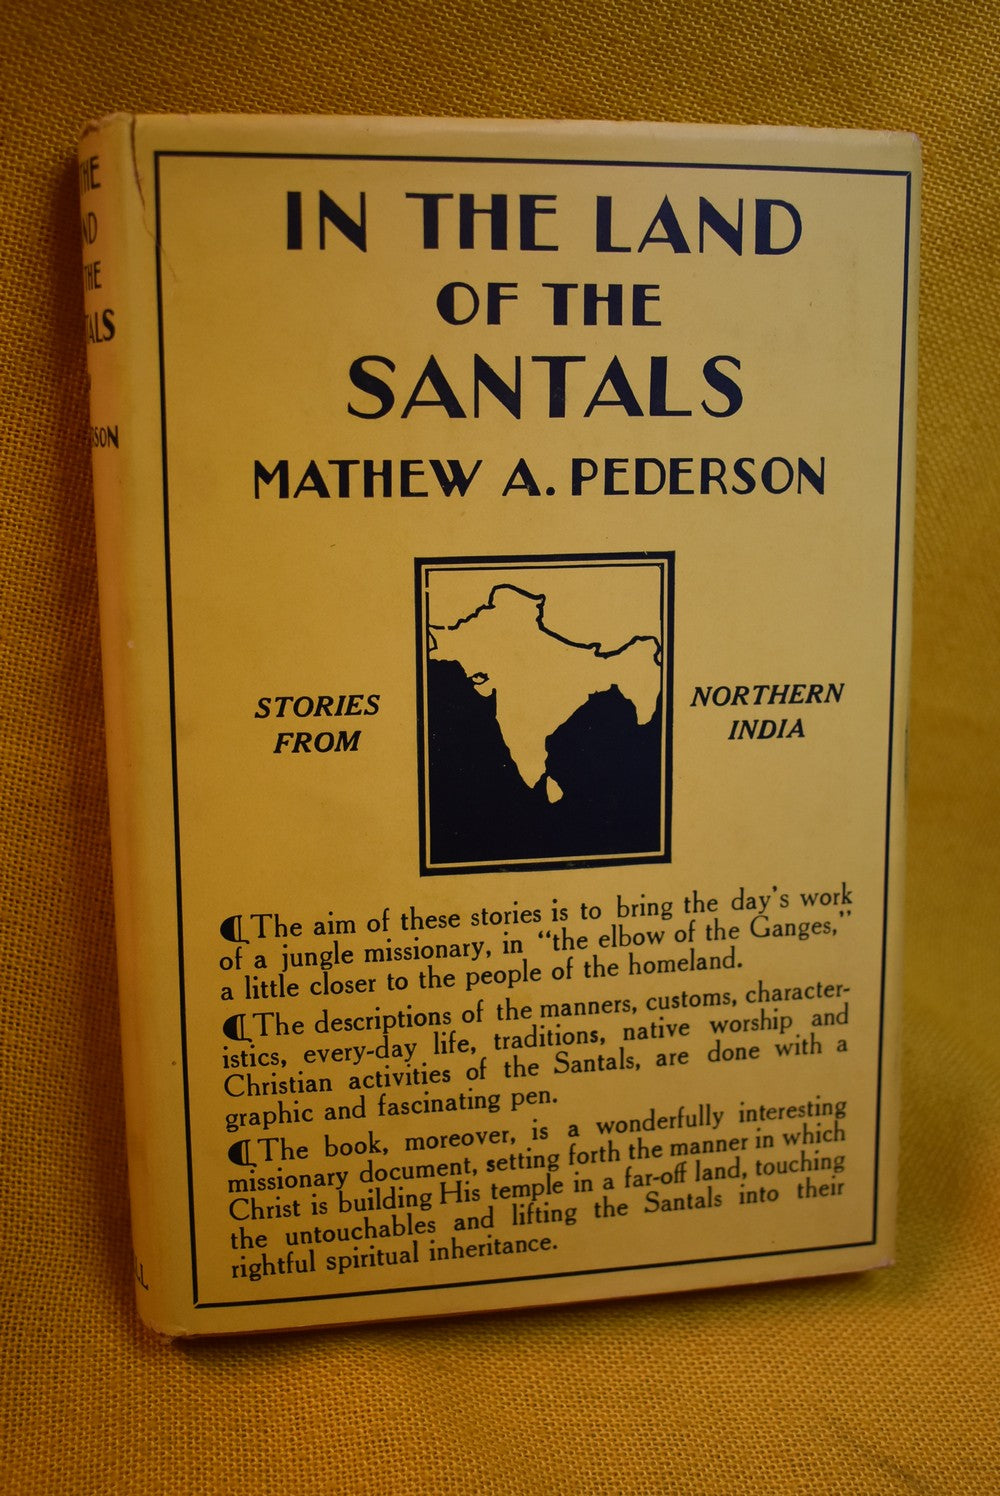 IN THE LAND
OF THE
SANTALS
MATHEW A. PEDERSON
STORIES
FROM
NORTHERN
INDIA
¶ The aim of these stories is to bring the day's work
of a jungle missionary, in "the elbow of the Ganges,"
a little closer to the people of the homeland.
¶ The descriptions of the manners, customs, character-
istics, every-day life, traditions, native worship and
Christian activities of the Santals, are done with a
graphic and fascinating pen.
¶ The book, moreover, is a wonderfully interesting
missionary document, setting forth the manner in which
Christ is building His temple in a far-off land, touching
the untouchables and lifting the Santals into their
rightful spiritual inheritance.